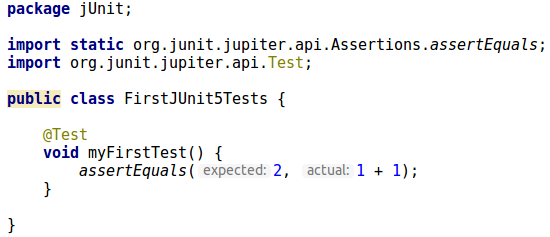 package jUnit;

import static org.junit.jupiter.api.Assertions.assertEquals;
import org.junit.jupiter.api.Test;

public class FirstJUnit5Tests {

    @Test
    void myFirstTest() {
        assertEquals( expected: 2, actual: 1 + 1);
    }

}